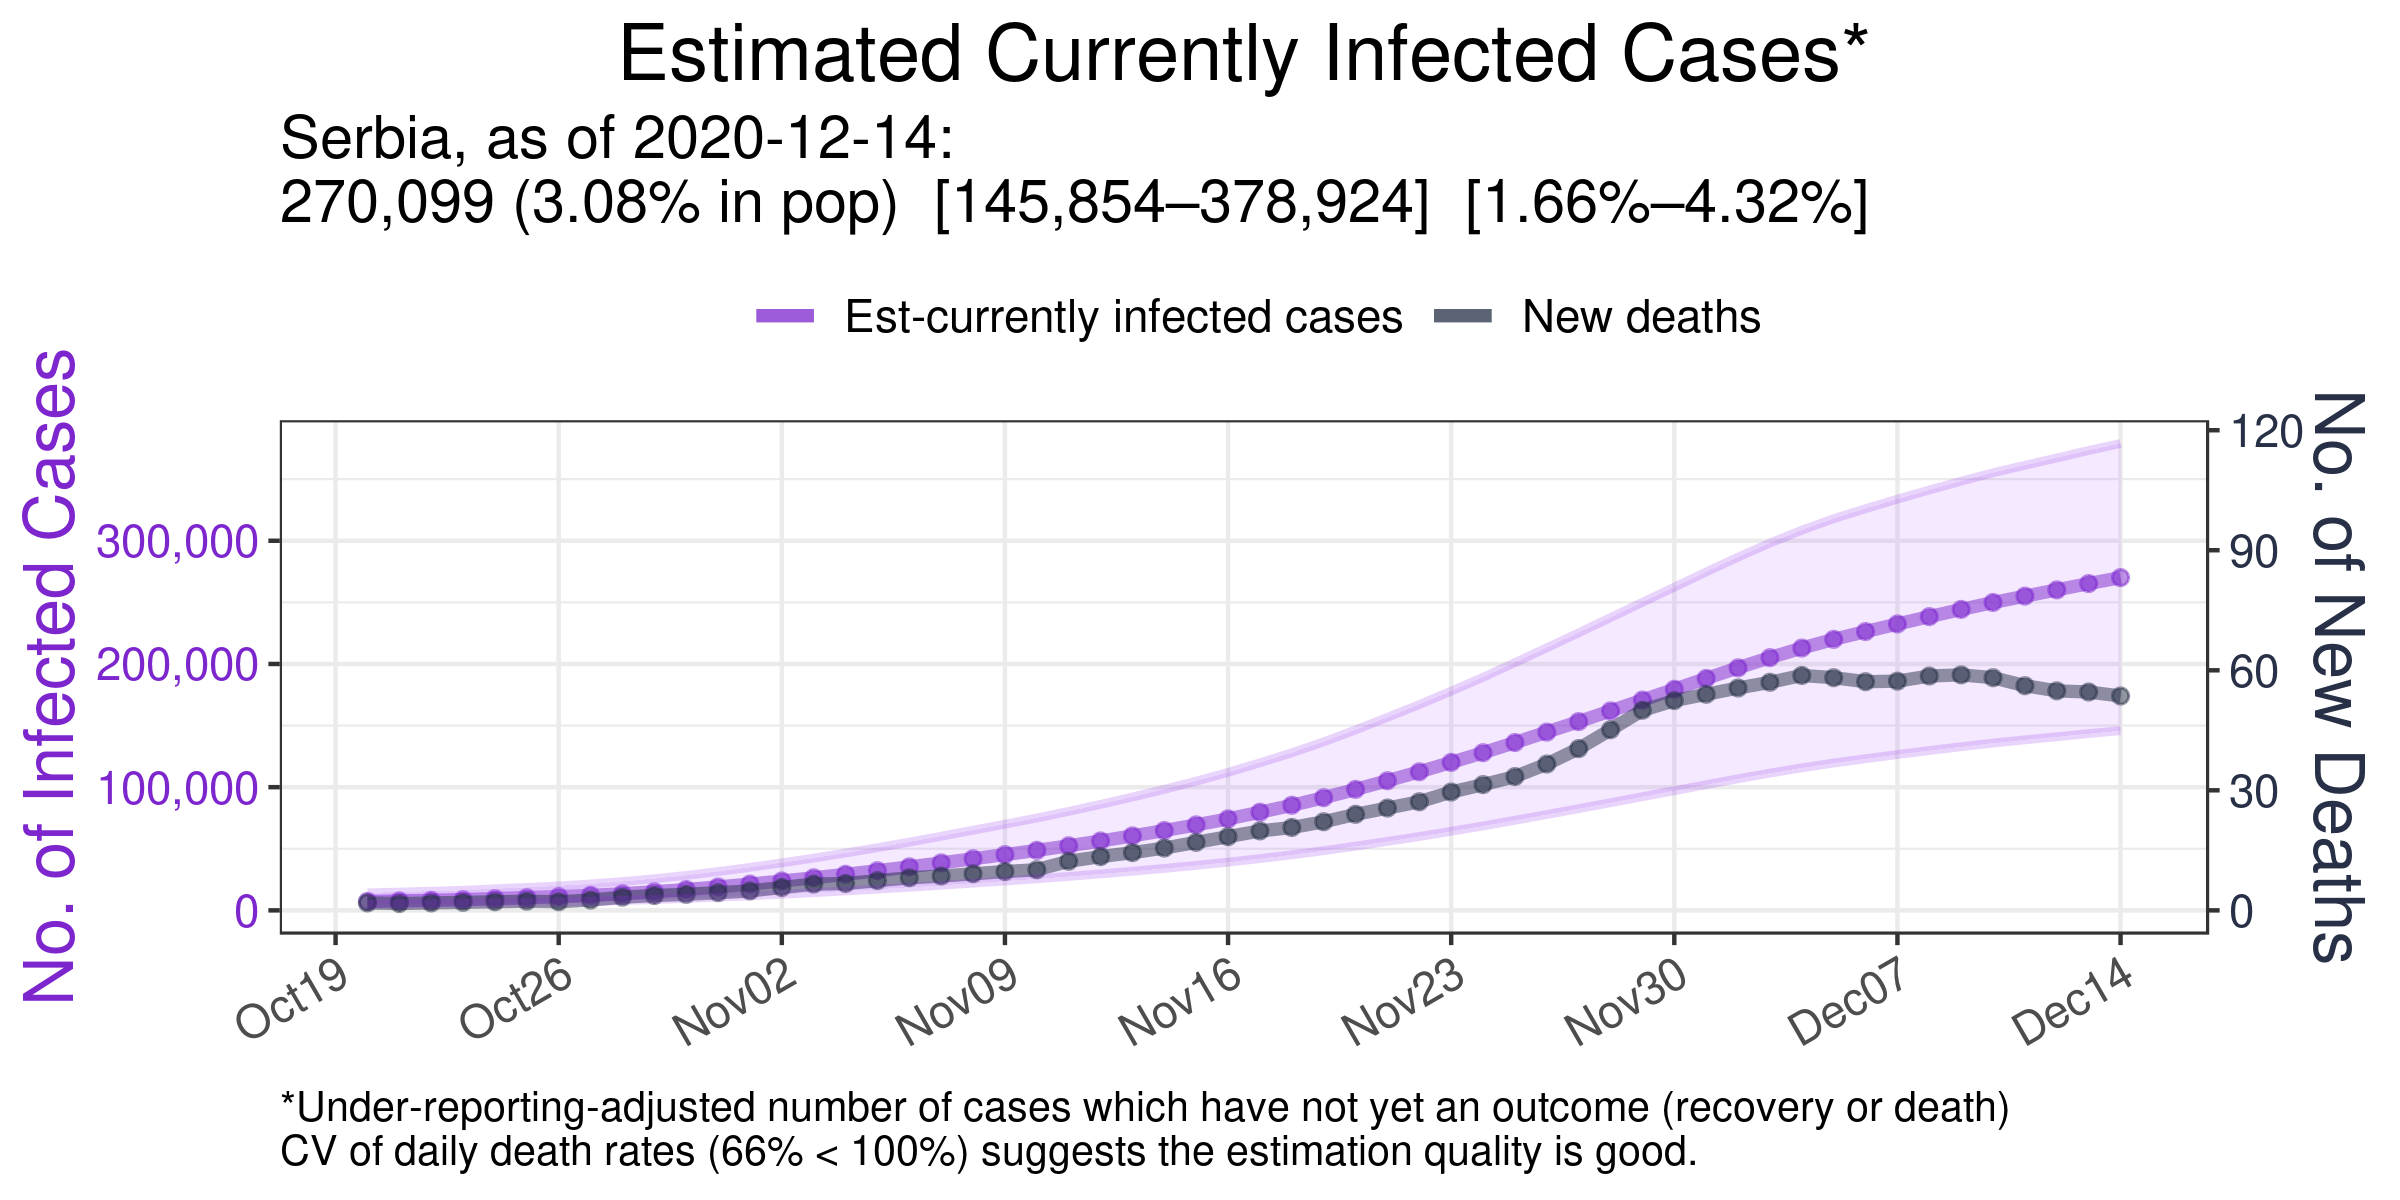 Estimated Currently Infected Cases*
Serbia, as of 2020-12-14:
270,099 (3.08% in pop) [145,854–378,924] [1.66%–4.32%]
Est-currently infected cases
New deaths
No. of Infected Cases
300,000
200,000
100,000
0
120
90
60
30
0
No. of New Deaths
Oct19
Oct26
Nov02
Nov09
Nov16
Nov23
Nov30
Dec07
Dec14
*Under-reporting-adjusted number of cases which have not yet an outcome (recovery or death)
CV of daily death rates (66% < 100%) suggests the estimation quality is good.